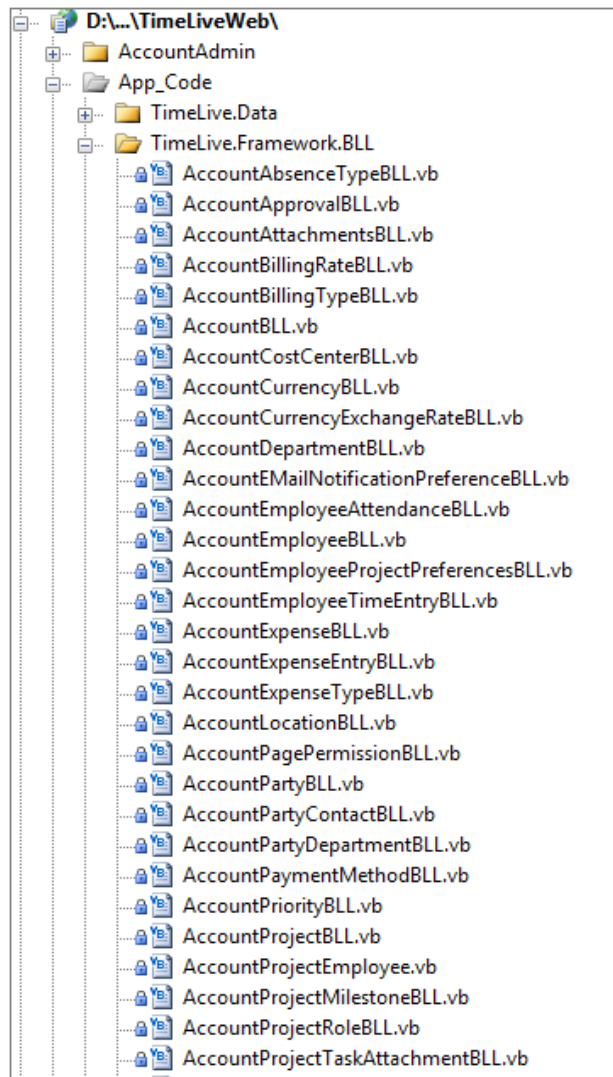 D:\...\TimeLiveWeb\
AccountAdmin
App_Code
TimeLive.Data
TimeLive.Framework.BLL
AccountAbsenceTypeBLL.vb
AccountApprovalBLL.vb
AccountAttachmentsBLL.vb
AccountBillingRateBLL.vb
AccountBillingTypeBLL.vb
AccountBLL.vb
AccountCostCenterBLL.vb
AccountCurrencyBLL.vb
AccountCurrencyExchangeRateBLL.vb
AccountDepartmentBLL.vb
AccountEMailNotificationPreferenceBLL.vb
AccountEmployeeAttendanceBLL.vb
AccountEmployeeBLL.vb
AccountEmployeeProjectPreferencesBLL.vb
AccountEmployeeTimeEntryBLL.vb
AccountExpenseBLL.vb
AccountExpenseEntryBLL.vb
AccountExpenseTypeBLL.vb
AccountLocationBLL.vb
AccountPagePermissionBLL.vb
AccountPartyBLL.vb
AccountPartyContactBLL.vb
AccountPartyDepartmentBLL.vb
AccountPaymentMethodBLL.vb
AccountPriorityBLL.vb
AccountProjectBLL.vb
AccountProjectEmployee.vb
AccountProjectMilestoneBLL.vb
AccountProjectRoleBLL.vb
AccountProjectTaskAttachmentBLL.vb